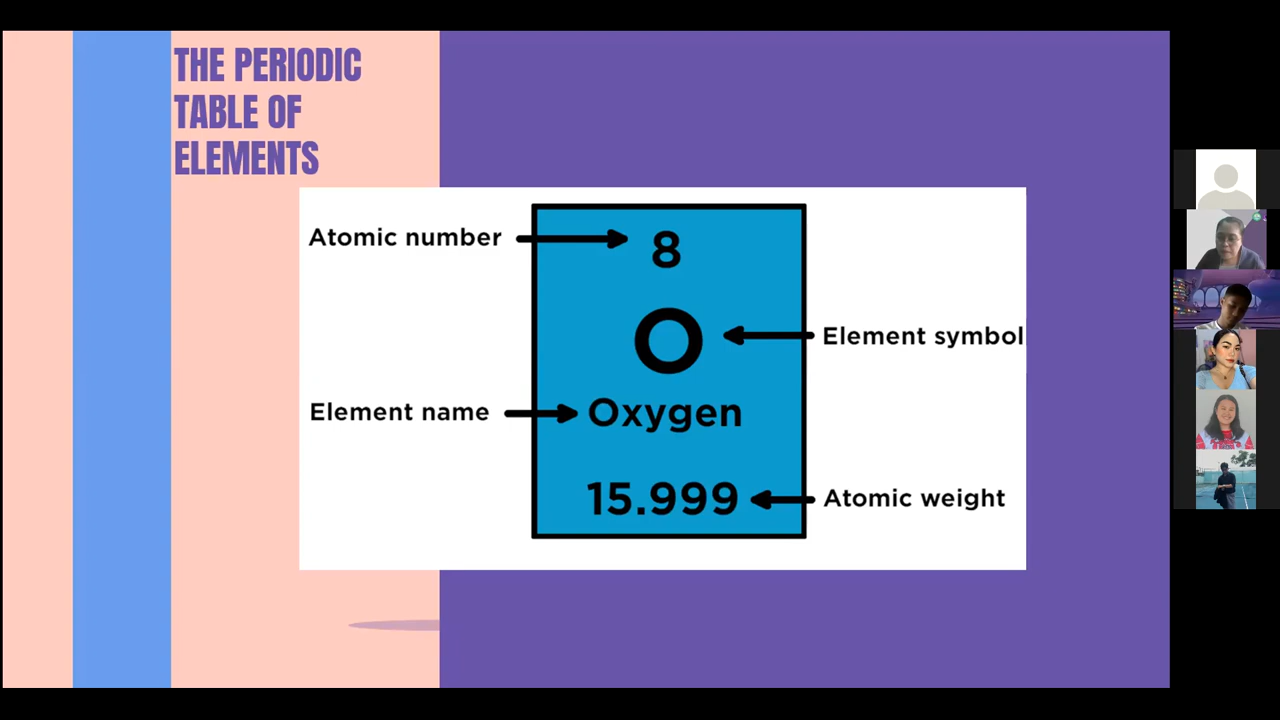 THE PERIODIC
TABLE OF
ELEMENTS
Atomic number
8
O
Element symbol
Element name
Oxygen
15.999
Atomic weight